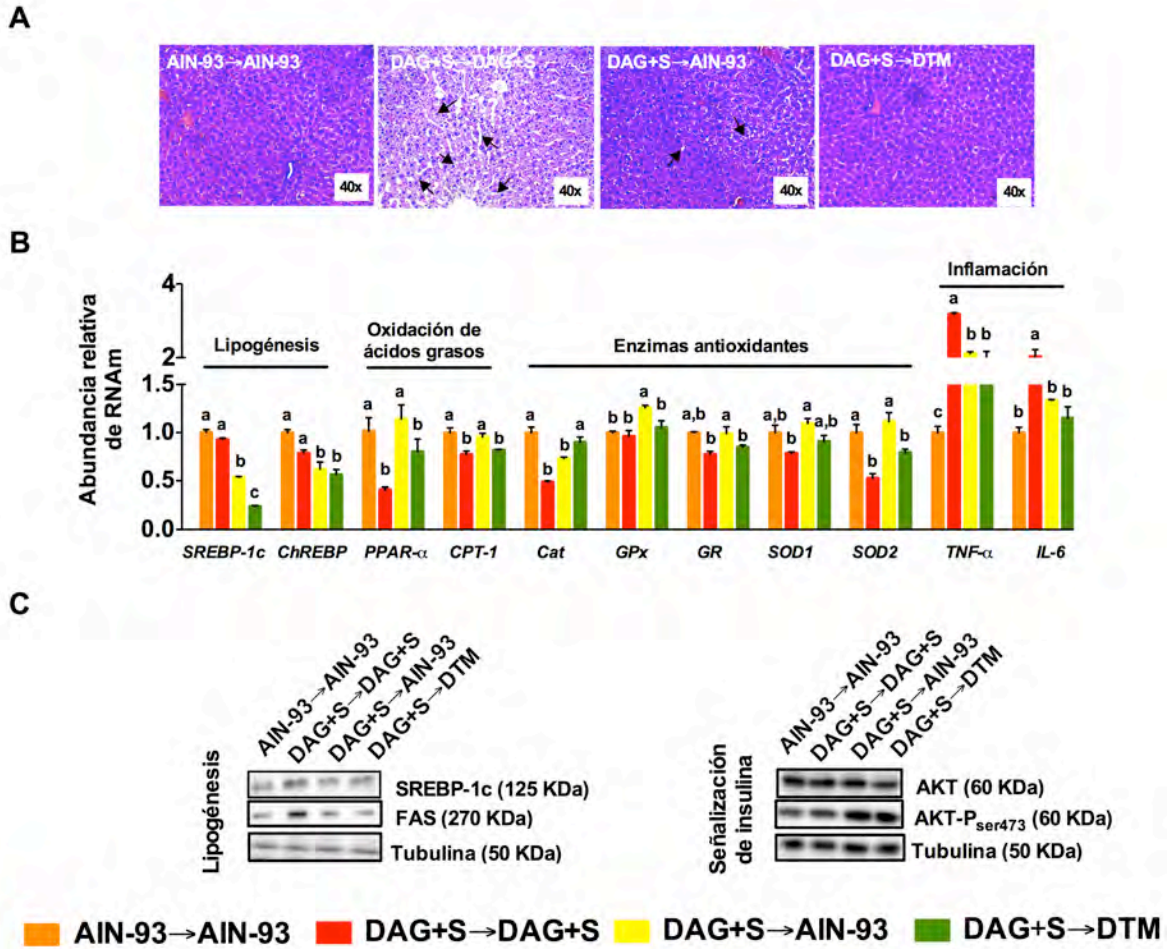 A
AIN-93→AIN-93
DAG+S→DAG+S
DAG+S→AIN-93
DAG+S→DTM
40x
40x
40x
40x
B
Abundancia relativa
de RNAm
4
2
1.5
1.0
0.5
0.0
Lipogénesis
Oxidación de
ácidos grasos
Enzimas antioxidantes
Inflamación
a a b c
a a b b
a b a b
a b a b
a b b a
b b a b
a,b b a b
a,b b a a,b
a b a b
c a b b
b a b b
SREBP-1c ChREBP PPAR-α CPT-1 Cat GPx GR SOD1 SOD2 TNF-α IL-6
C
AIN-93→AIN-93
DAG+S→DAG+S
DAG+S→AIN-93
DAG+S→DTM
Lipogénesis
SREBP-1c (125 KDa)
FAS (270 KDa)
Tubulina (50 KDa)
AIN-93→AIN-93
DAG+S→DAG+S
DAG+S→AIN-93
DAG+S→DTM
Señalización
de insulina
AKT (60 KDa)
AKT-Pser473 (60 KDa)
Tubulina (50 KDa)
AIN-93→AIN-93 DAG+S→DAG+S DAG+S→AIN-93 DAG+S→DTM